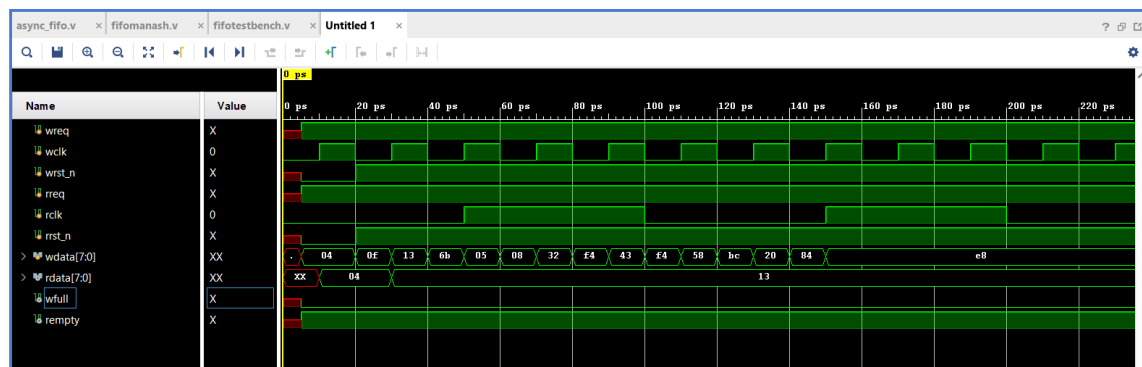 async_fifo.v × fifomanash.v × fifotestbench.v × Untitled 1 ×
0 ps
Name Value 0 ps 20 ps 40 ps 60 ps 80 ps 100 ps 120 ps 140 ps 160 ps 180 ps 200 ps 220 ps
wreq X
wclk 0
wrst_n X
rreq X
rclk 0
rrst_n X
wdata[7:0] XX . 04 0f 13 6b 05 08 32 f4 43 f4 58 bc 20 84 e8
rdata[7:0] XX XX 04 13
wfull X
rempty X